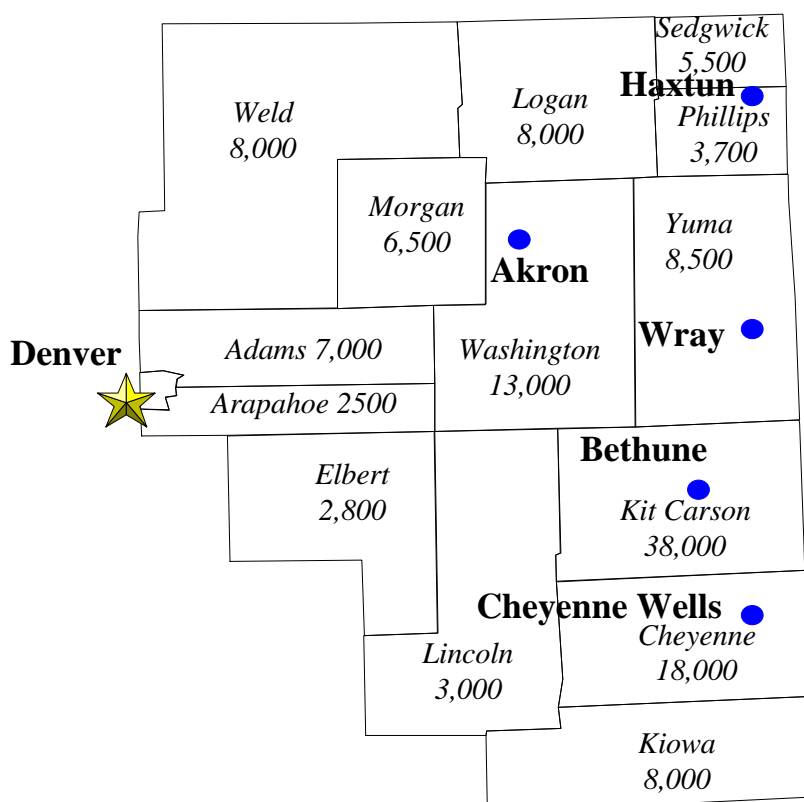 Sedgwick
5,500
Haxtun
Weld
8,000
Logan
8,000
Phillips
3,700
Morgan
6,500
Yuma
8,500
Akron
Wray
Denver
Adams 7,000
Washington
13,000
Arapahoe 2500
Bethune
Elbert
2,800
Kit Carson
38,000
Cheyenne Wells
Cheyenne
18,000
Lincoln
3,000
Kiowa
8,000